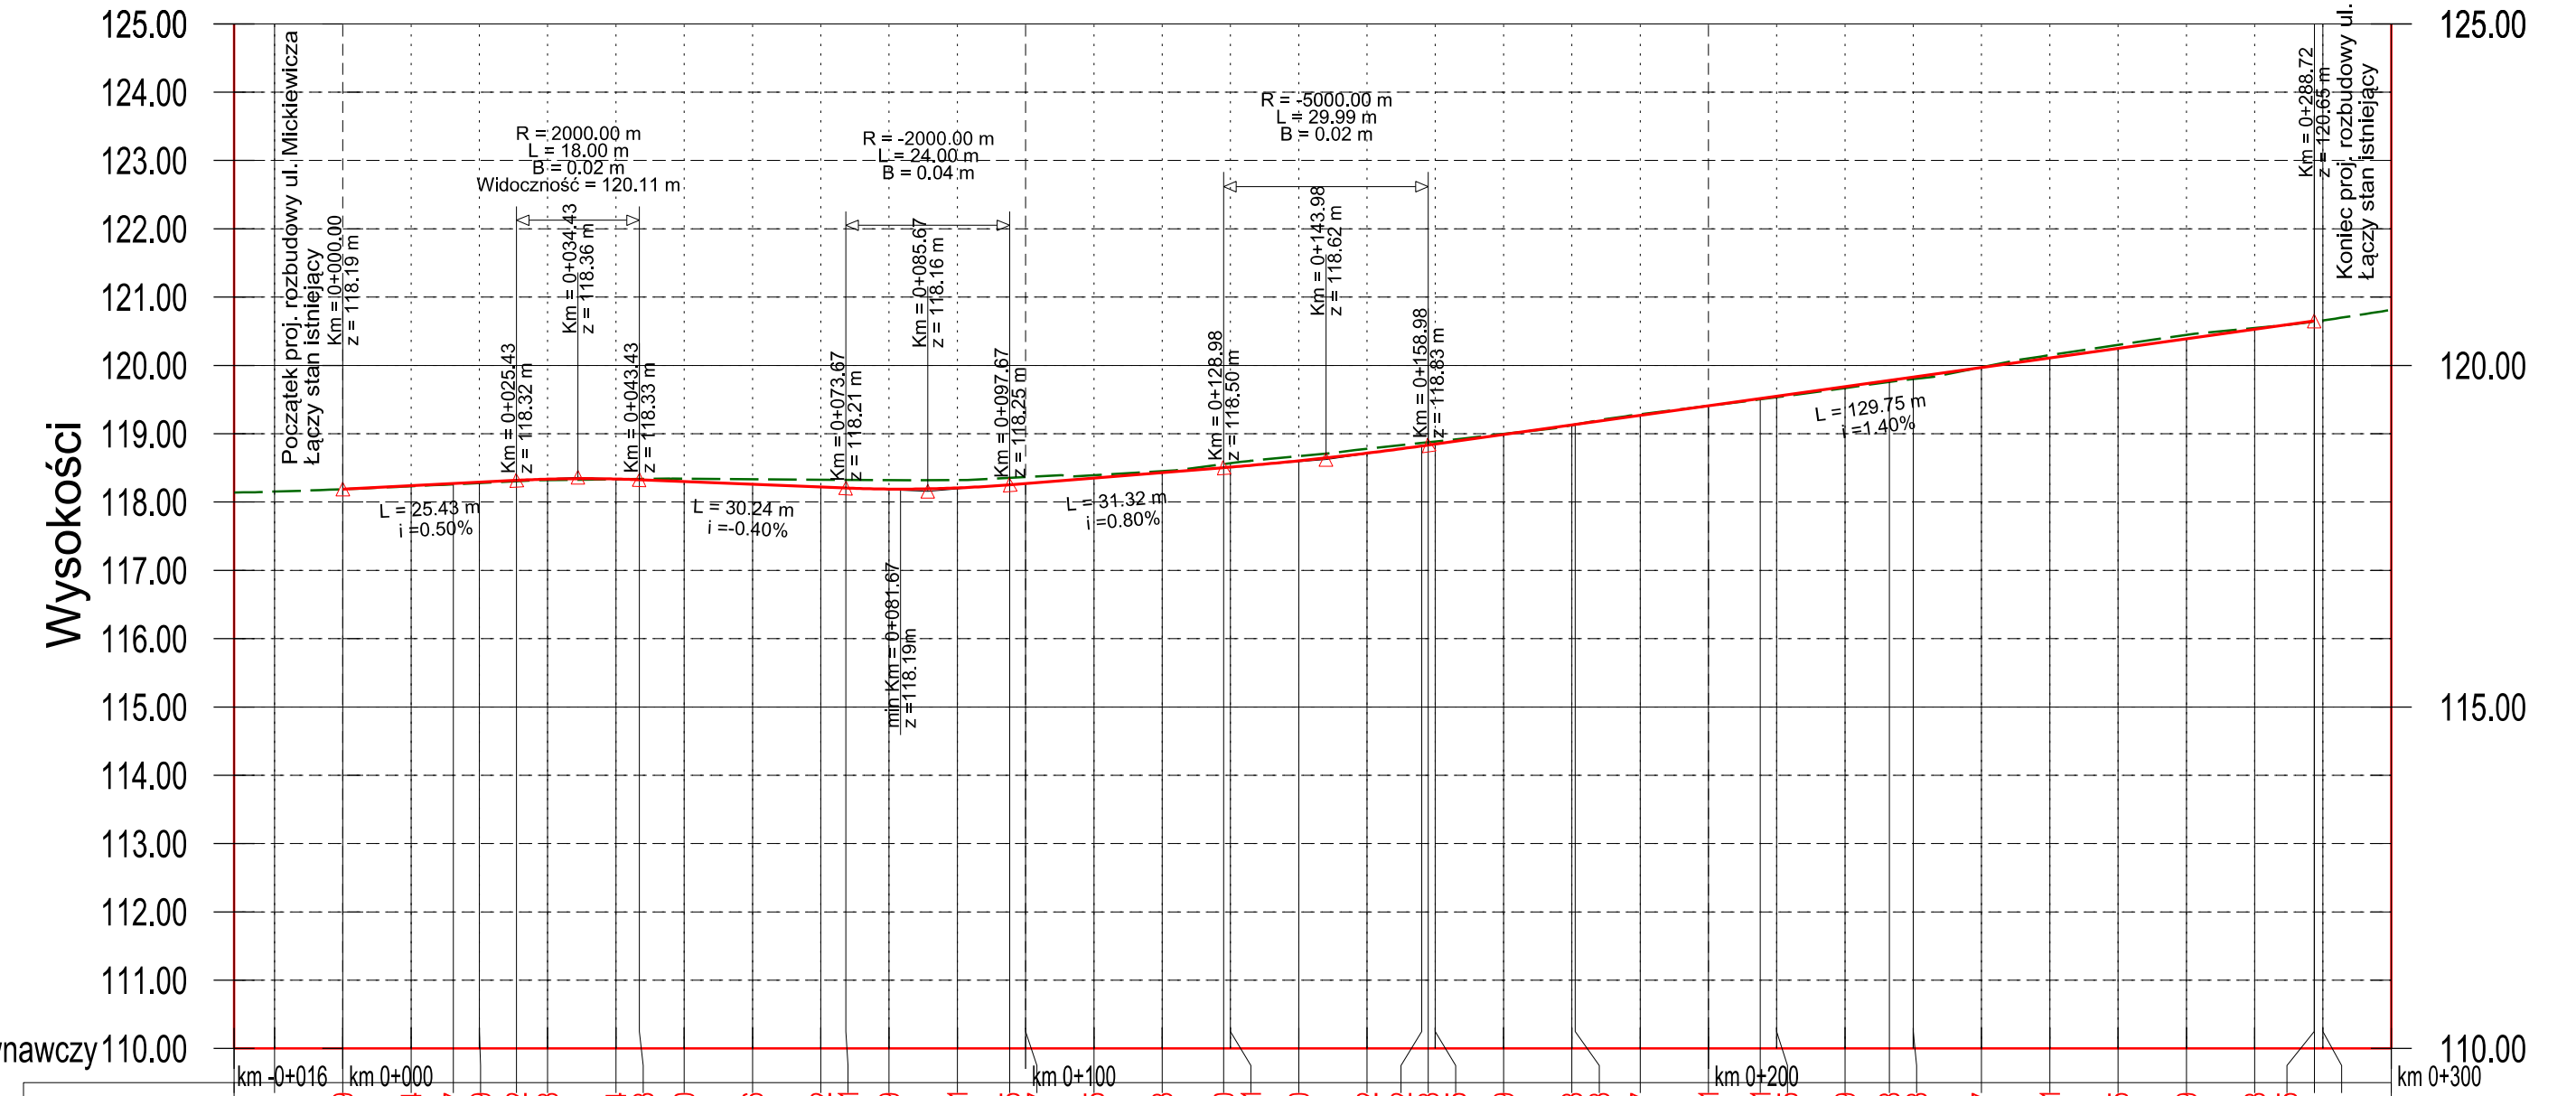 125.00
124.00
123.00
122.00
121.00
120.00
119.00
118.00
117.00
116.00
115.00
114.00
113.00
112.00
111.00
110.00
Wysokości
Początek proj. rozbudowy ul. Mickiewicza
Łączy stan istniejący
Km = 0+000.00
z = 118.19 m
L = 25.43 m
i =0.50%
R = 2000.00 m
L = 18.00 m
B = 0.02 m
Widoczność = 120.11 m
Km = 0+025.43
z = 118.32 m
Km = 0+034.43
z = 118.36 m
Km = 0+043.43
z = 118.33 m
L = 30.24 m
i =-0.40%
R = -2000.00 m
L = 24.00 m
B = 0.04 m
Km = 0+073.67
z = 118.21 m
Km = 0+085.67
z = 118.16 m
Km = 0+097.67
z = 118.25 m
min Km = 0+081.67
z =118.19m
L = 31.32 m
i =0.80%
R = -5000.00 m
L = 29.99 m
B = 0.02 m
Km = 0+128.98
z = 118.50 m
Km = 0+143.98
z = 118.62 m
Km = 0+158.98
z = 118.83 m
L = 129.75 m
i =1.40%
Km = 0+288.72
z = 120.65 m
Koniec proj. rozbudowy ul.
Łączy stan istniejący
125.00
120.00
115.00
110.00
km -0+016
km 0+000
km 0+100
km 0+200
km 0+300